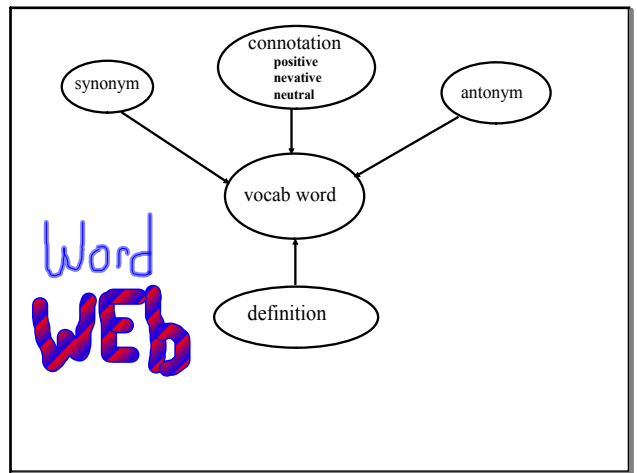 connotation
positive
nevative
neutral
synonym
antonym
vocab word
Word
WEb
definition